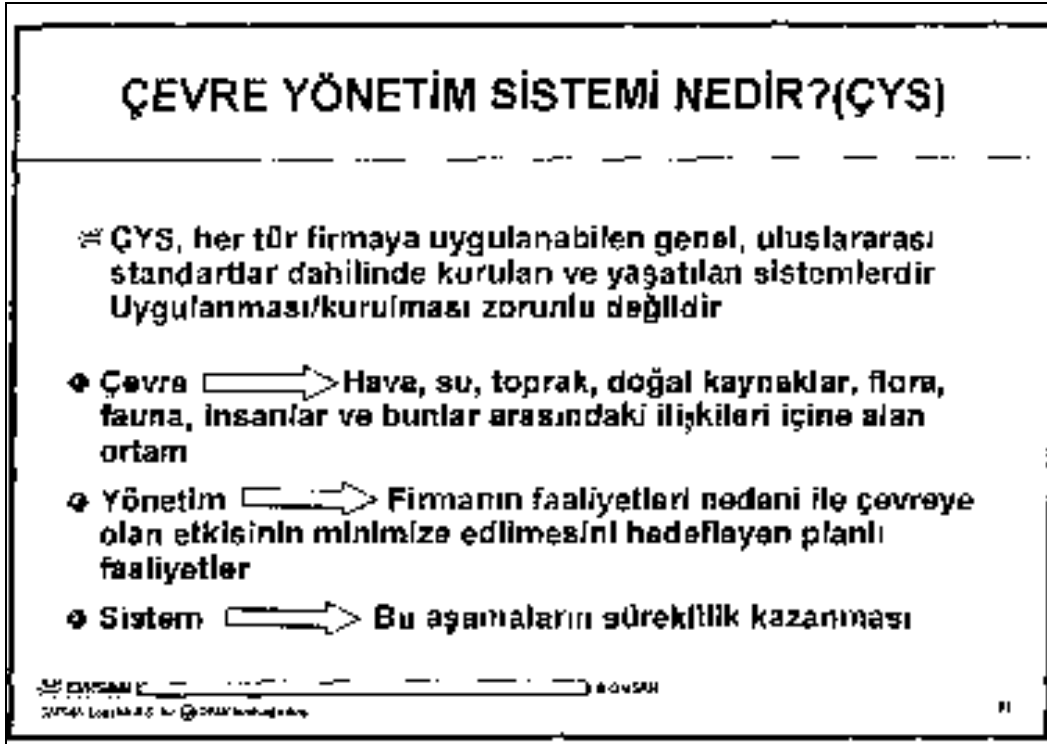 ÇEVRE YÖNETİM SİSTEMİ NEDİR?(ÇYS)
ÇYS, her tür firmaya uygulanabilen genel, uluslararası
standartlar dahilinde kurulan ve yaşatılan sistemlerdir
Uygulanması/kurulması zorunlu değildir
Çevre Hava, su, toprak, doğal kaynaklar, flora,
fauna, insanlar ve bunlar arasındaki ilişkileri içine alan
ortam
Yönetim Firmanın faaliyetleri nedeni ile çevreye
olan etkisinin minimize edilmesini hedefleyen planlı
faaliyetler
Sistem Bu aşamaların süreklilik kazanması